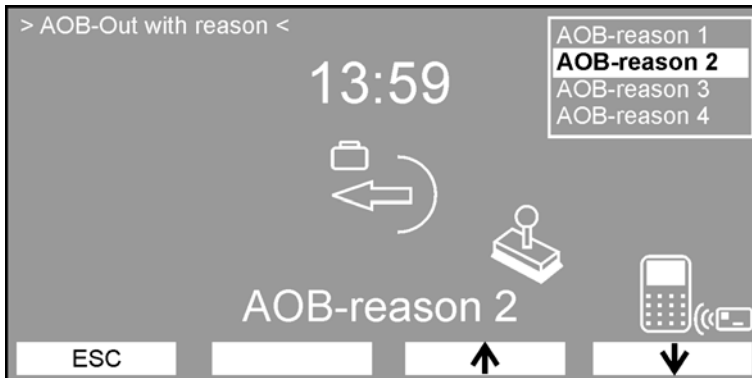 > AOB-Out with reason <
AOB-reason 1
AOB-reason 2
AOB-reason 3
AOB-reason 4
13:59
AOB-reason 2
ESC